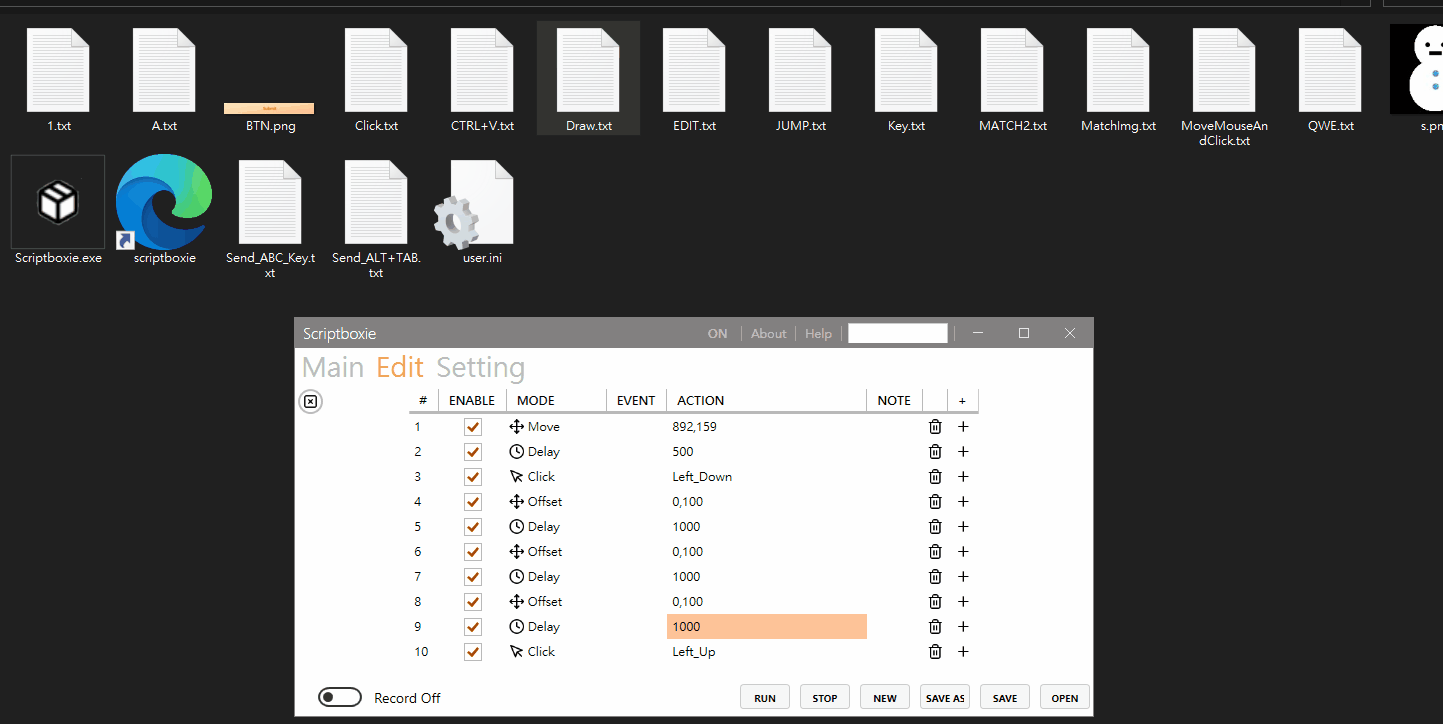 1.txt
A.txt
BTN.png
Click.txt
CTRL+V.txt
Draw.txt
EDIT.txt
JUMP.txt
Key.txt
MATCH2.txt
MatchImg.txt
MoveMouseAn
dClick.txt
QWE.txt
s.pn
Scriptboxie.exe
scriptboxie
Send_ABC_Key.t
xt
Send_ALT+TAB.
txt
user.ini
Scriptboxie ON About Help
Main Edit Setting
# ENABLE MODE EVENT ACTION NOTE +
1 Move 892,159 +
2 Delay 500 +
3 Click Left_Down +
4 Offset 0,100 +
5 Delay 1000 +
6 Offset 0,100 +
7 Delay 1000 +
8 Offset 0,100 +
9 Delay 1000 +
10 Click Left_Up +
Record Off RUN STOP NEW SAVE AS SAVE OPEN